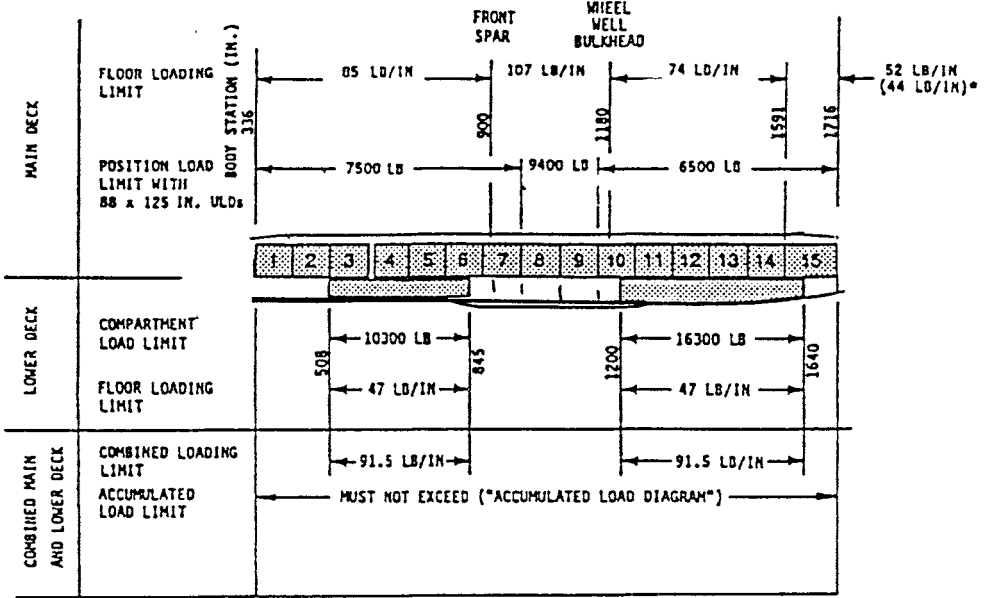 MAIN DECK
BODY STATION (IN.)
336
FLOOR LOADING
LIMIT
85 LB/IN
FRONT
SPAR
107 LB/IN
WHEEL
WELL
BULKHEAD
74 LB/IN
52 LB/IN
(44 LB/IN)*
900
1180
1591
1716
POSITION LOAD
LIMIT WITH
88 x 125 IN. ULDs
7500 LB
9400 LB
6500 LB
1 2 3 4 5 6 7 8 9 10 11 12 13 14 15
LOWER DECK
COMPARTMENT
LOAD LIMIT
508
10300 LB
845
1200
16300 LB
1640
FLOOR LOADING
LIMIT
47 LB/IN
47 LB/IN
COMBINED MAIN
AND LOWER DECK
COMBINED LOADING
LIMIT
91.5 LB/IN
91.5 LB/IN
ACCUMULATED
LOAD LIMIT
MUST NOT EXCEED ("ACCUMULATED LOAD DIAGRAM")